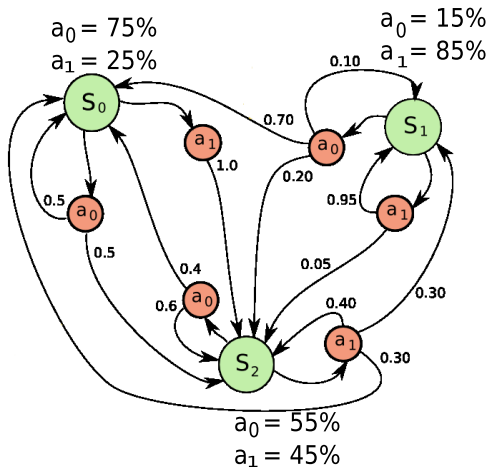 a0 = 75%
a1 = 25%
a0 = 15%
a1 = 85%
0.10
S0
S1
0.70
a1
a0
1.0
0.20
0.5
0.95
a0
a1
0.5
0.05
0.4
0.6
a0
0.40
0.30
a1
S2
0.30
a0 = 55%
a1 = 45%